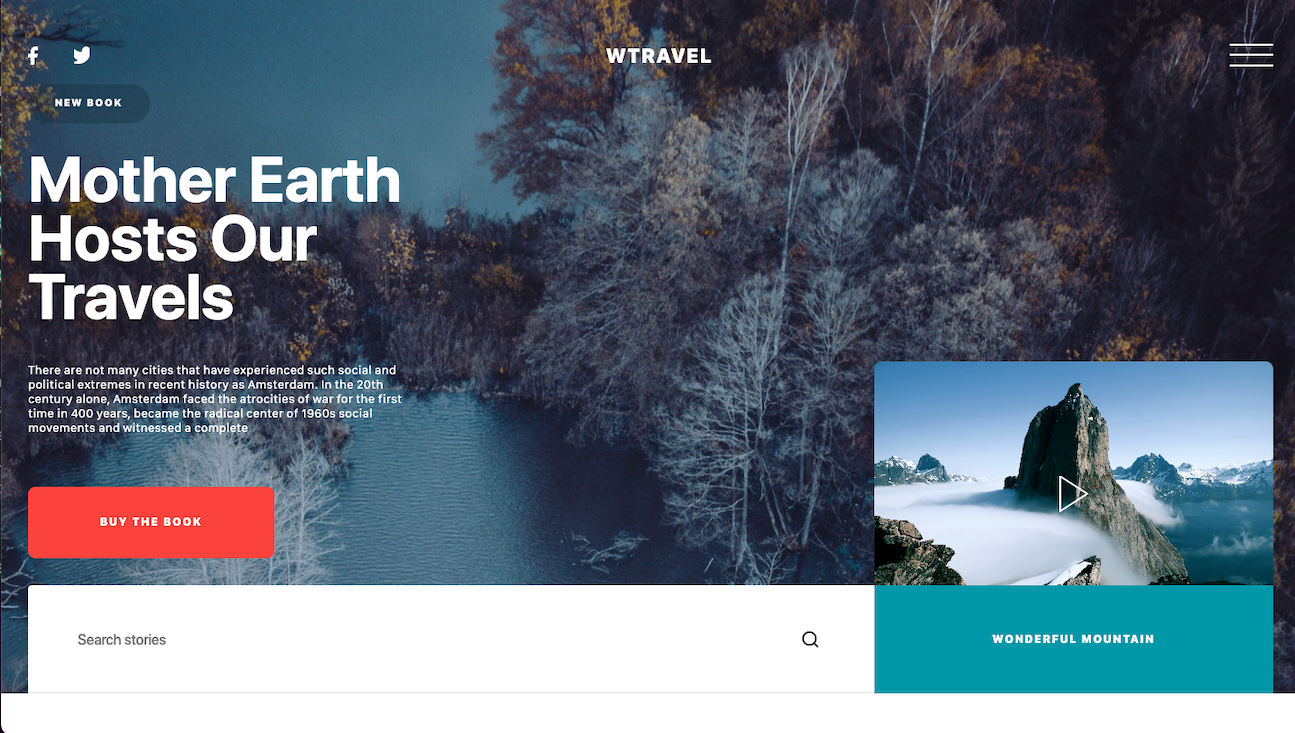 WTRAVEL
NEW BOOK
Mother Earth
Hosts Our
Travels
There are not many cities that have experienced such social and
political extremes in recent history as Amsterdam. In the 20th
century alone, Amsterdam faced the atrocities of war for the first
time in 400 years, became the radical center of 1960s social
movements and witnessed a complete
BUY THE BOOK
Search stories
WONDERFUL MOUNTAIN